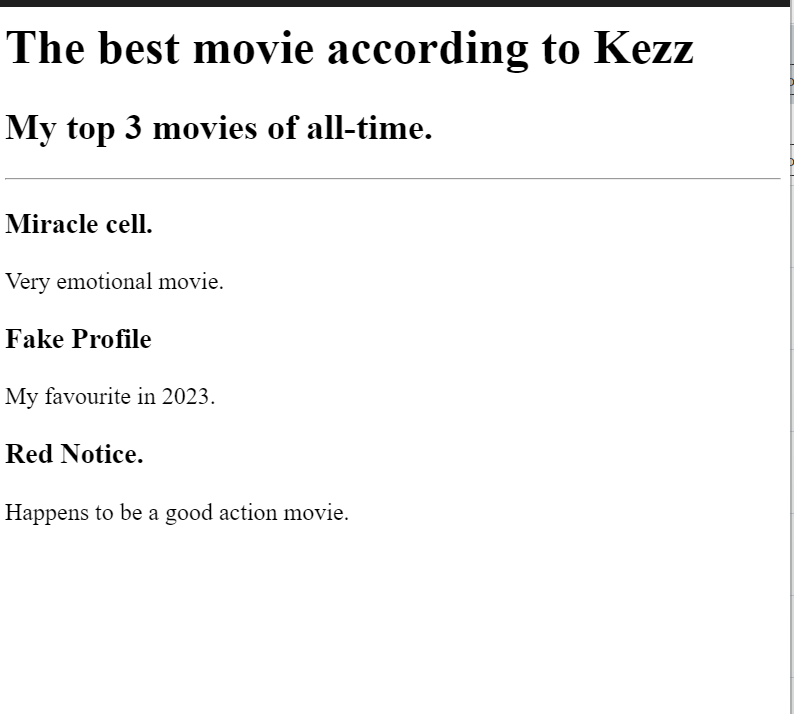 The best movie according to Kezz
My top 3 movies of all-time.
Miracle cell.
Very emotional movie.
Fake Profile
My favourite in 2023.
Red Notice.
Happens to be a good action movie.